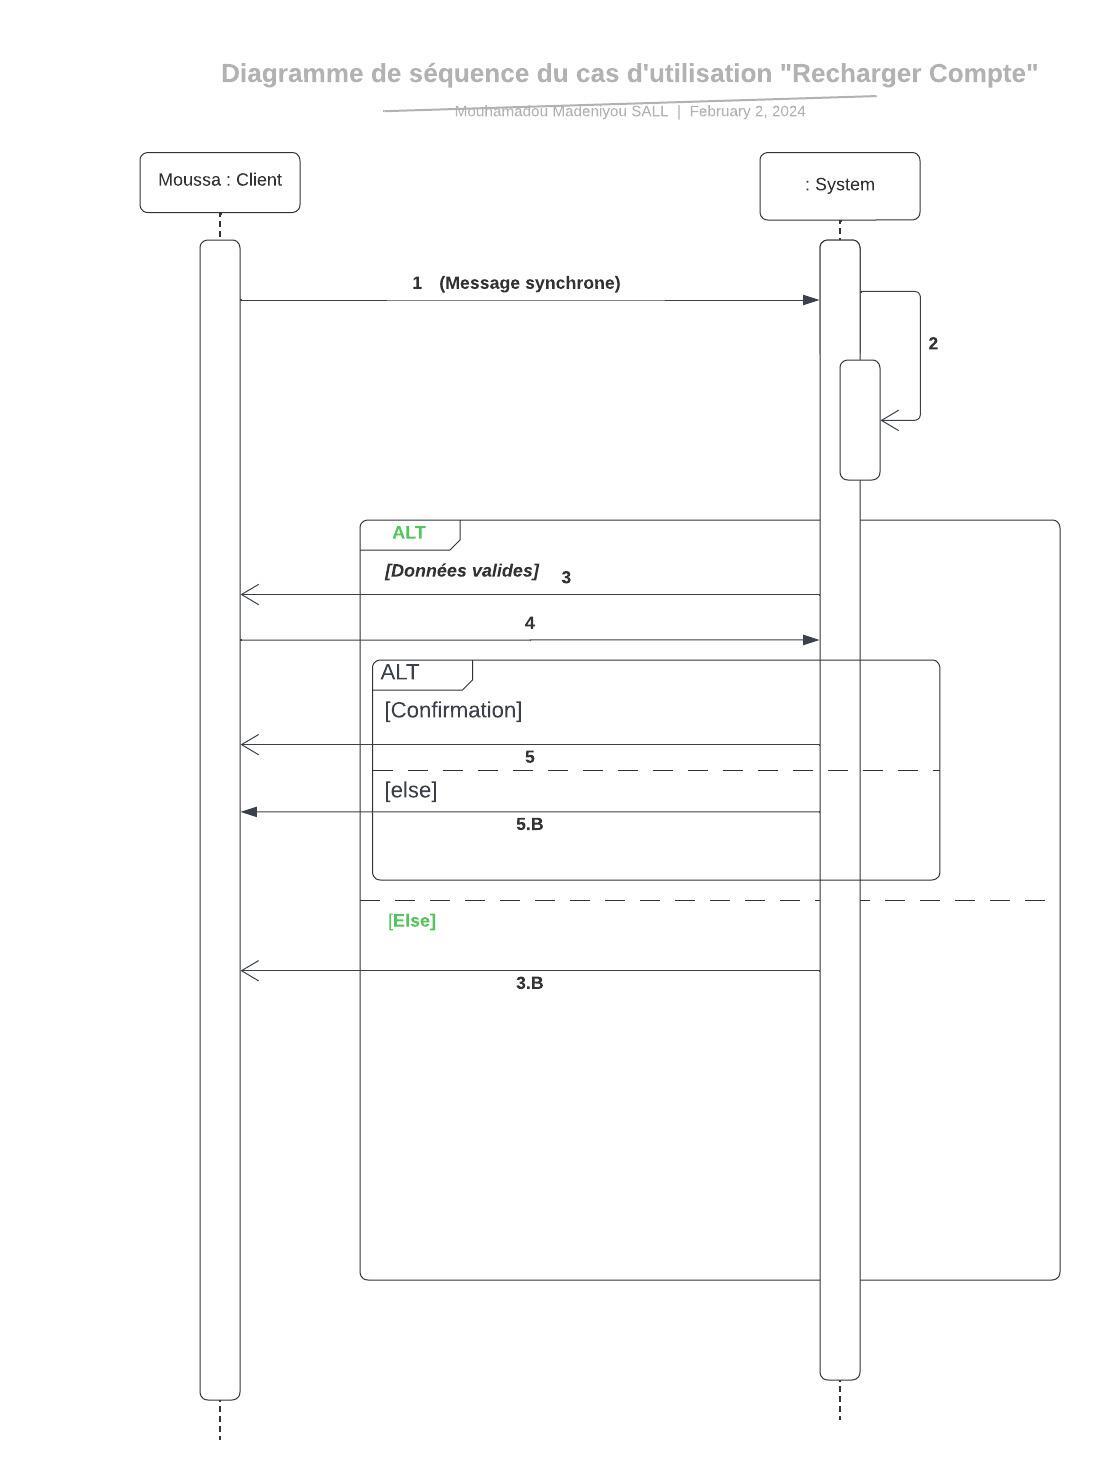 Diagramme de séquence du cas d'utilisation "Recharger Compte"
Mouhamadou Madeniyou SALL | February 2, 2024
Moussa : Client
: System
1 (Message synchrone)
2
ALT
[Données valides]
3
4
ALT
[Confirmation]
5
[else]
5.B
[Else]
3.B